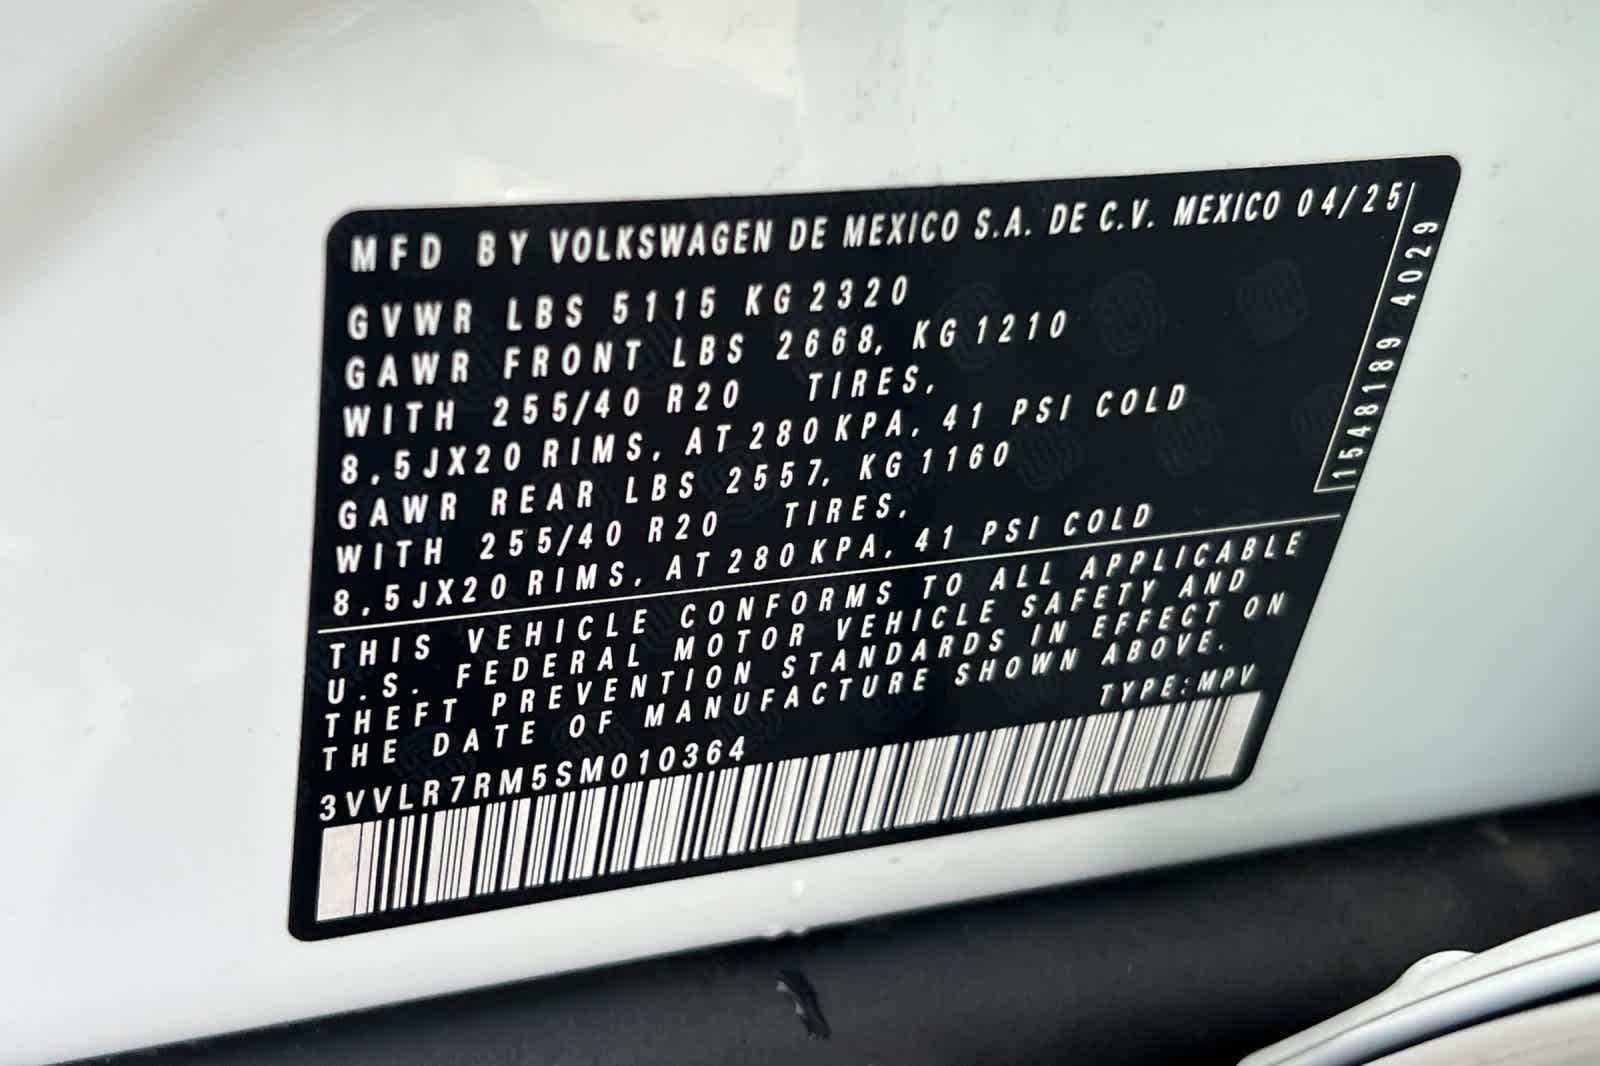 MFD BY VOLKSWAGEN DE MEXICO S.A. DE C.V. MEXICO 04/25
GVWR LBS 5115 KG 2320
GAWR FRONT LBS 2668, KG 1210
WITH 255/40 R20 TIRES,
8,5JX20 RIMS, AT 280 KPA, 41 PSI COLD
GAWR REAR LBS 2557, KG 1160
WITH 255/40 R20 TIRES,
8,5JX20 RIMS, AT 280 KPA, 41 PSI COLD
1548189 4029
THIS VEHICLE CONFORMS TO ALL APPLICABLE
U.S. FEDERAL MOTOR VEHICLE SAFETY AND
THEFT PREVENTION STANDARDS IN EFFECT ON
THE DATE OF MANUFACTURE SHOWN ABOVE.
TYPE:MPV
3VVLR7RM5SM010364